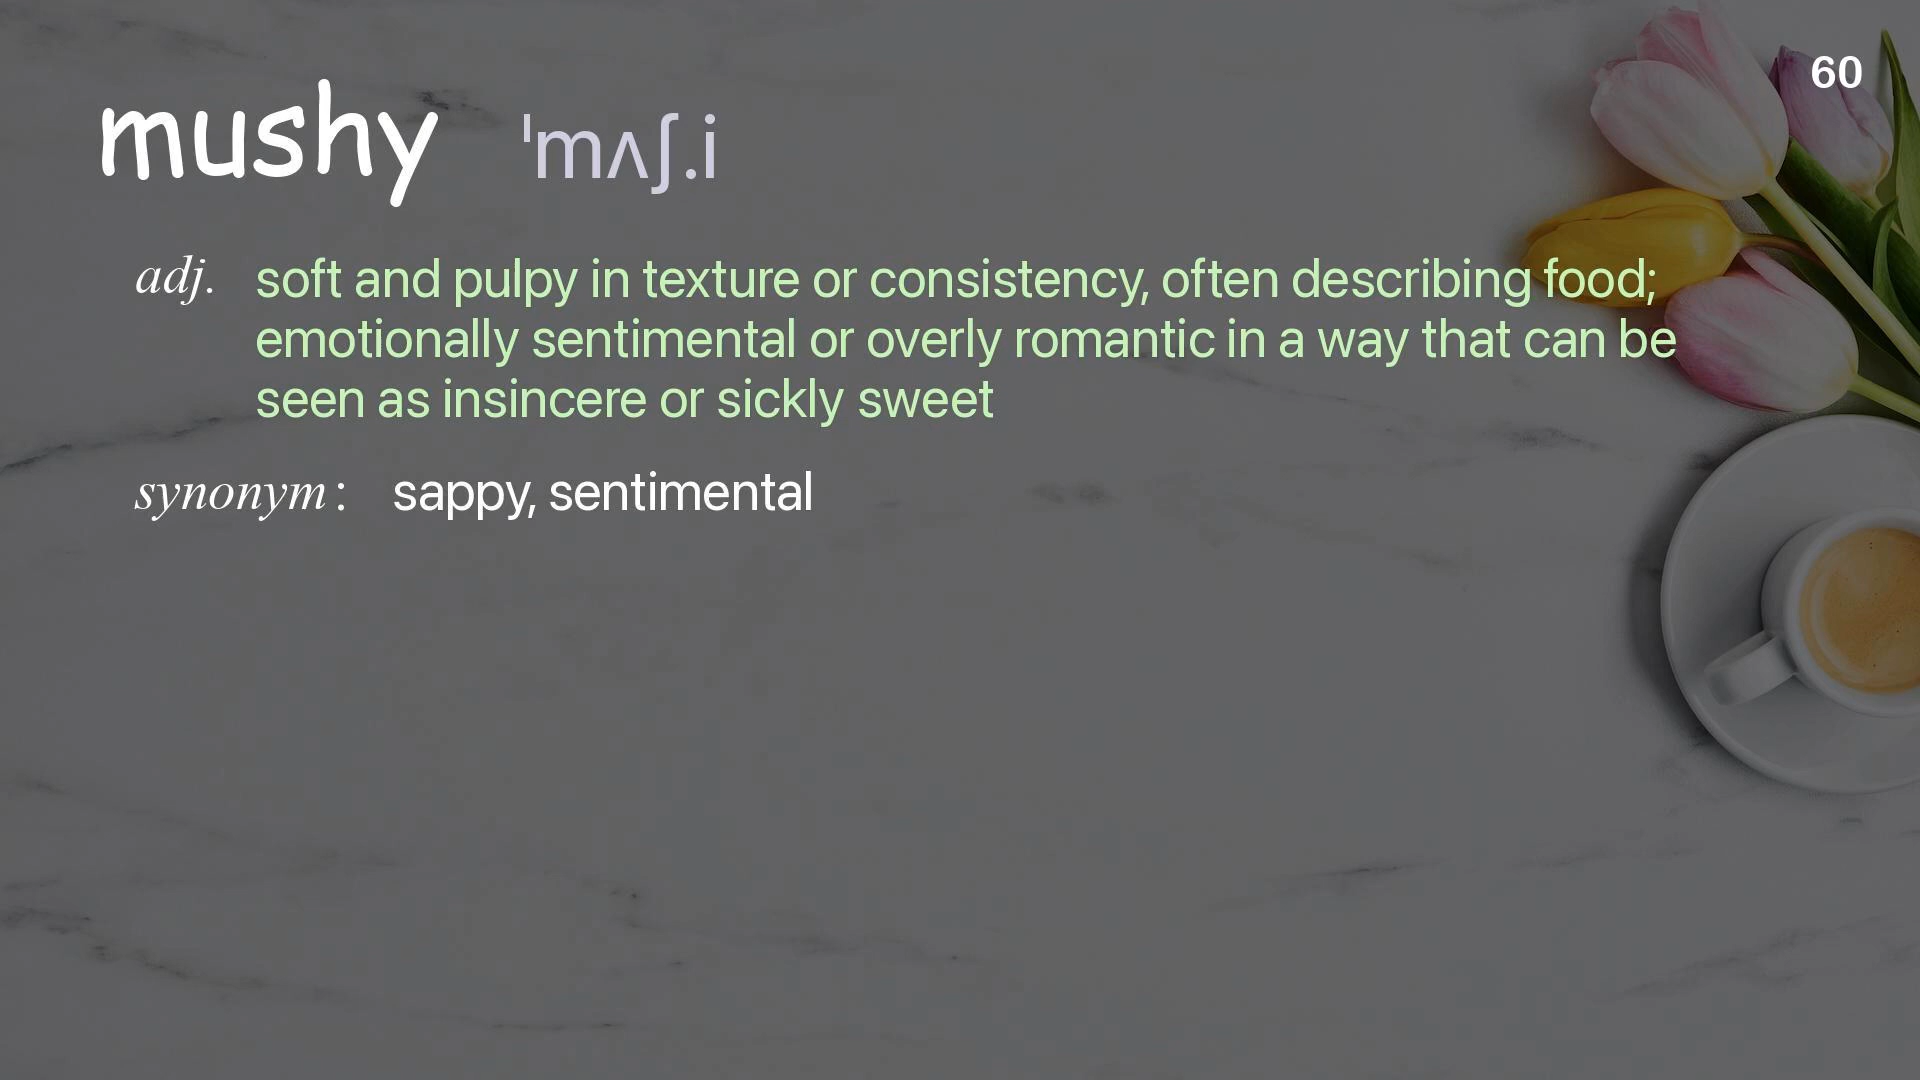 60
mushy ˈmʌʃ.i
adj. soft and pulpy in texture or consistency, often describing food;
emotionally sentimental or overly romantic in a way that can be
seen as insincere or sickly sweet
synonym: sappy, sentimental